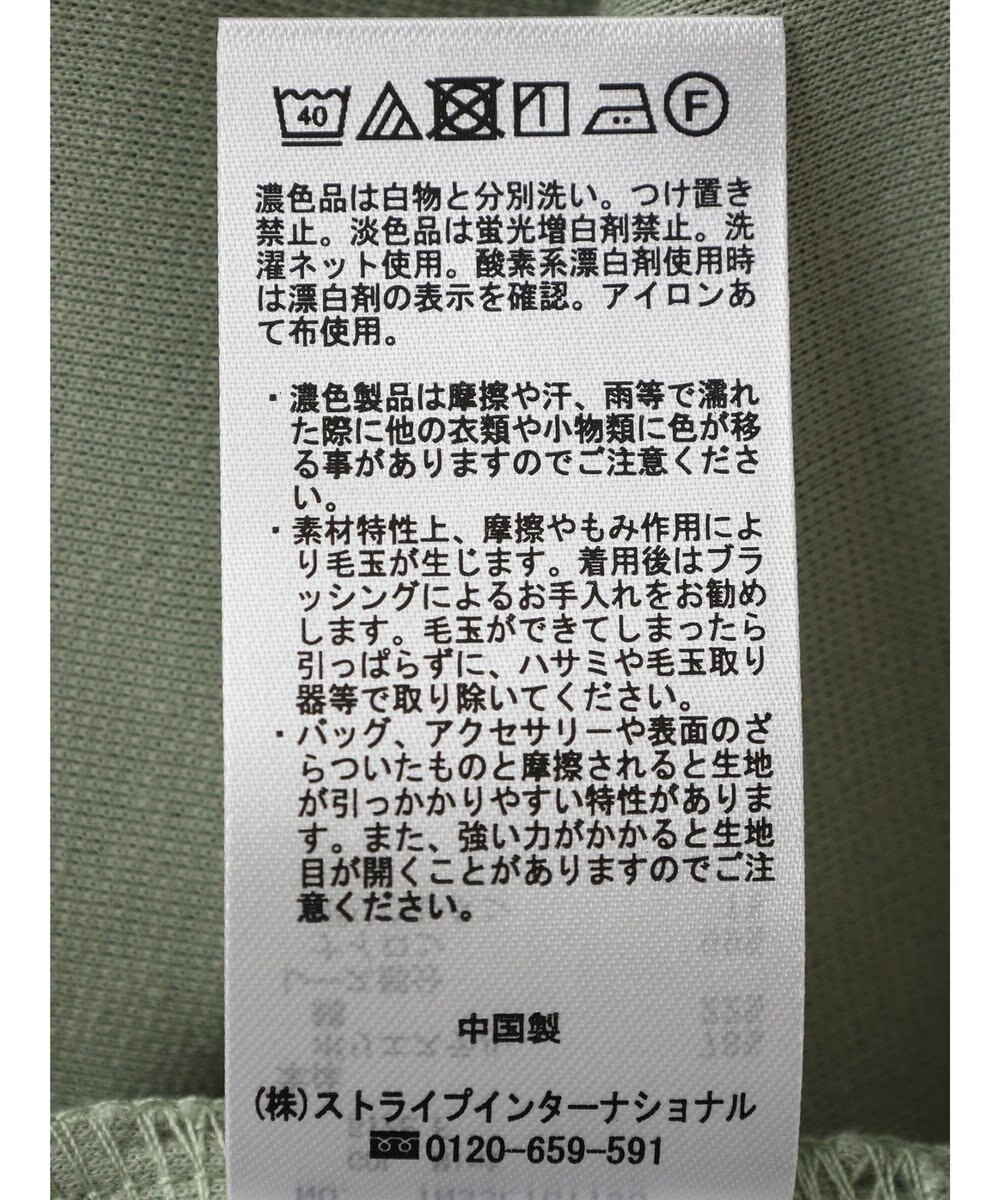 40 F
濃色品は白物と分別洗い。つけ置き
禁止。淡色品は蛍光増白剤禁止。洗
濯ネット使用。酸素系漂白剤使用時
は漂白剤の表示を確認。アイロンあ
て布使用。
・濃色製品は摩擦や汗、雨等で濡れ
た際に他の衣類や小物類に色が移
る事がありますのでご注意くださ
い。
・素材特性上、摩擦やもみ作用によ
り毛玉が生じます。着用後はブラ
ッシングによるお手入れをお勧め
します。毛玉ができてしまったら
引っぱらずに、ハサミや毛玉取り
器等で取り除いてください。
・バッグ、アクセサリーや表面のざ
らついたものと摩擦されると生地
が引っかかりやすい特性がありま
す。また、強い力がかかると生地
目が開くことがありますのでご注
意ください。
中国製
(株)ストライプインターナショナル
0120-659-591